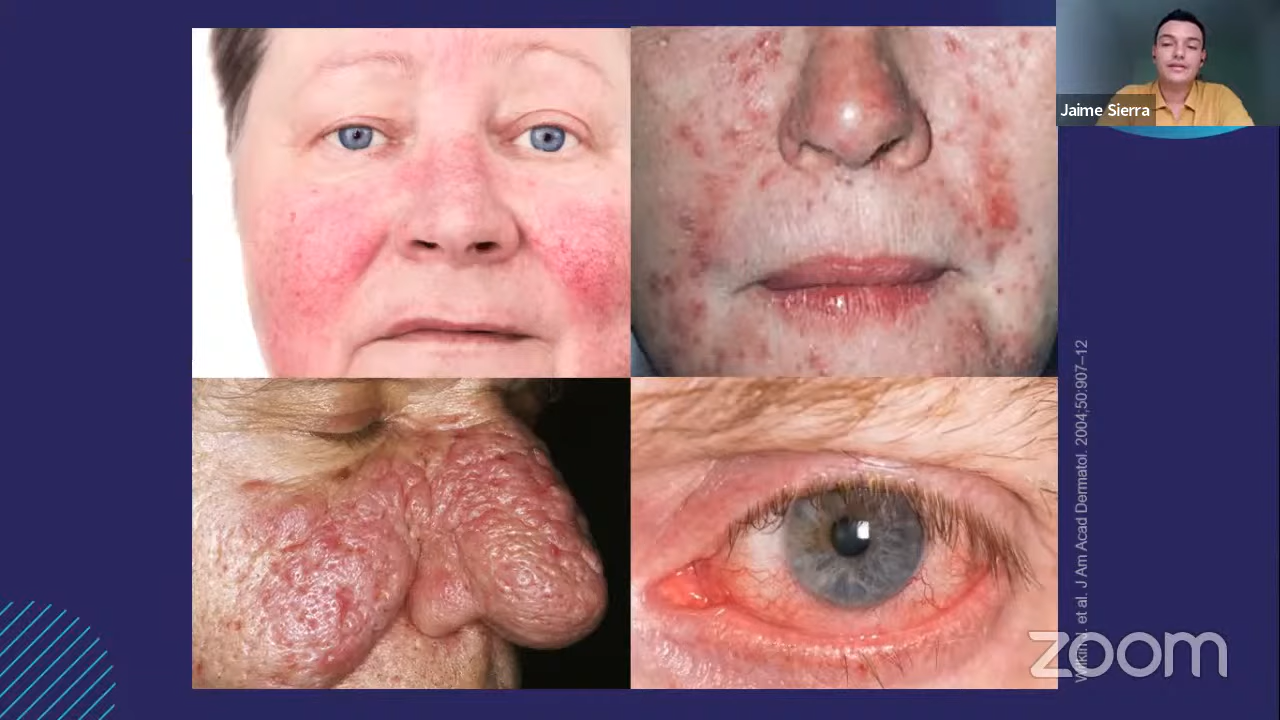 Jaime Sierra
et al. J Am Acad Dermatol. 2004;50:907–12
zoom